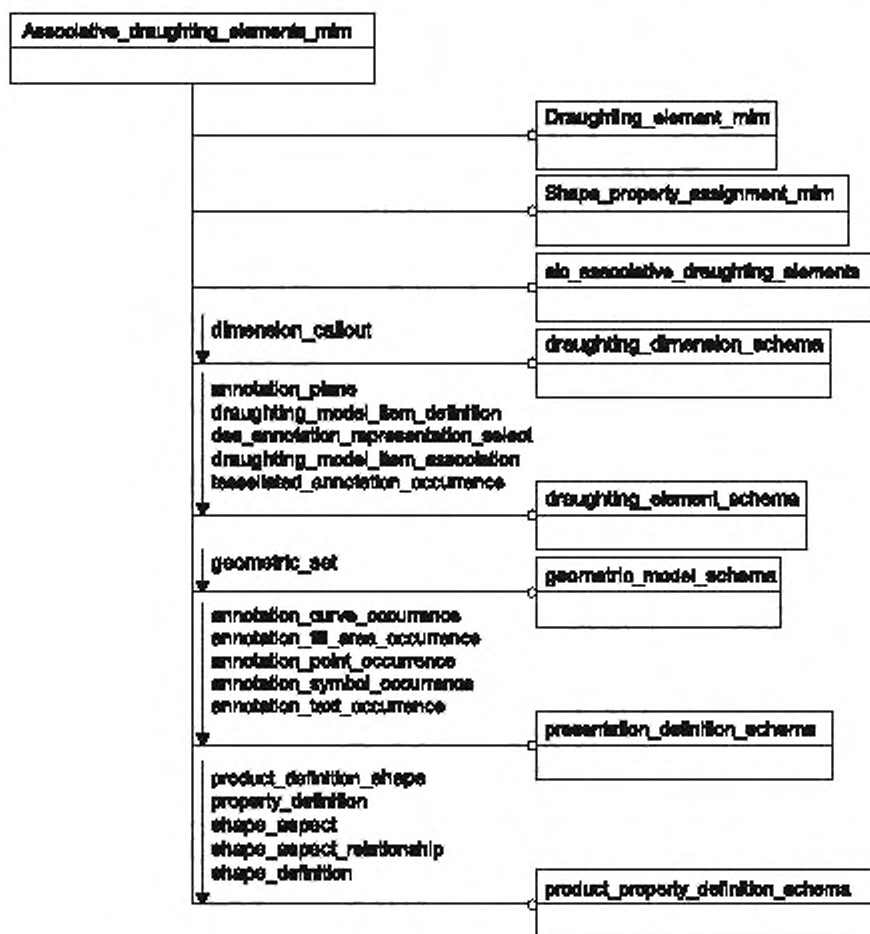 Associative_draughting_elements_mim
Draughting_element_mim
Shape_property_assignment_mim
aic_associative_draughting_elements
dimension_callout
draughting_dimension_schema
annotation_plane
draughting_model_item_definition
des_annotation_representation_select
draughting_model_item_association
tessellated_annotation_occurrence
draughting_element_schema
geometric_set
geometric_model_schema
annotation_curve_occurrence
annotation_fill_area_occurrence
annotation_point_occurrence
annotation_symbol_occurrence
annotation_text_occurrence
presentation_definition_schema
product_definition_shape
property_definition
shape_aspect
shape_aspect_relationship
shape_definition
product_property_definition_schema